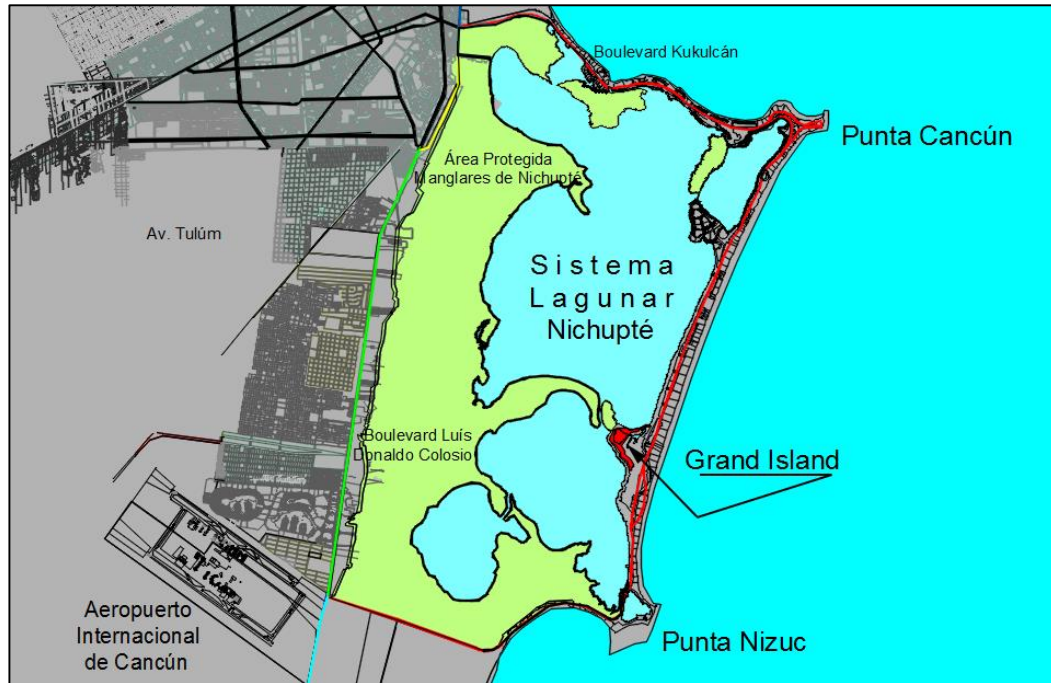 Boulevard Kukulcán
Punta Cancún
Área Protegida
Manglares de Nichupté
Av. Tulúm
Sistema
Lagunar
Nichupté
Boulevard Luís
Donaldo Colosio
Grand Island
Aeropuerto
Internacional
de Cancún
Punta Nizuc